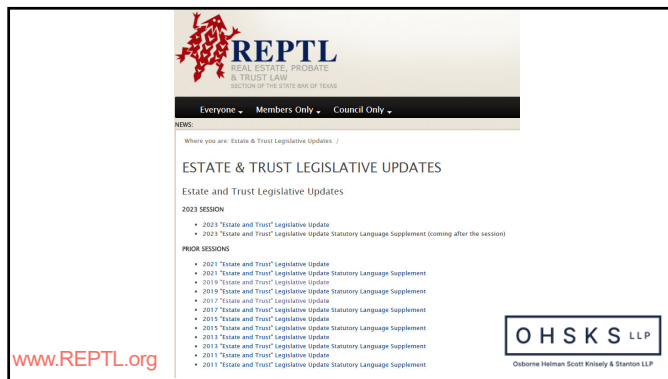 REPTL
REAL ESTATE, PROBATE
& TRUST LAW
SECTION OF THE STATE BAR OF TEXAS
Everyone Members Only Council Only
NEWS:
Where you are: Estate & Trust Legislative Updates /
ESTATE & TRUST LEGISLATIVE UPDATES
Estate and Trust Legislative Updates
2023 SESSION
• 2023 "Estate and Trust" Legislative Update
• 2023 "Estate and Trust" Legislative Update Statutory Language Supplement (coming after the session)
PRIOR SESSIONS
• 2021 "Estate and Trust" Legislative Update
• 2021 "Estate and Trust" Legislative Update Statutory Language Supplement
• 2019 "Estate and Trust" Legislative Update
• 2019 "Estate and Trust" Legislative Update Statutory Language Supplement
• 2017 "Estate and Trust" Legislative Update
• 2017 "Estate and Trust" Legislative Update Statutory Language Supplement
• 2015 "Estate and Trust" Legislative Update
• 2015 "Estate and Trust" Legislative Update Statutory Language Supplement
• 2013 "Estate and Trust" Legislative Update
• 2013 "Estate and Trust" Legislative Update Statutory Language Supplement
• 2011 "Estate and Trust" Legislative Update
• 2011 "Estate and Trust" Legislative Update Statutory Language Supplement
www.REPTL.org
OHSKS LLP
Osborne Helman Scott Knisely & Stanton LLP